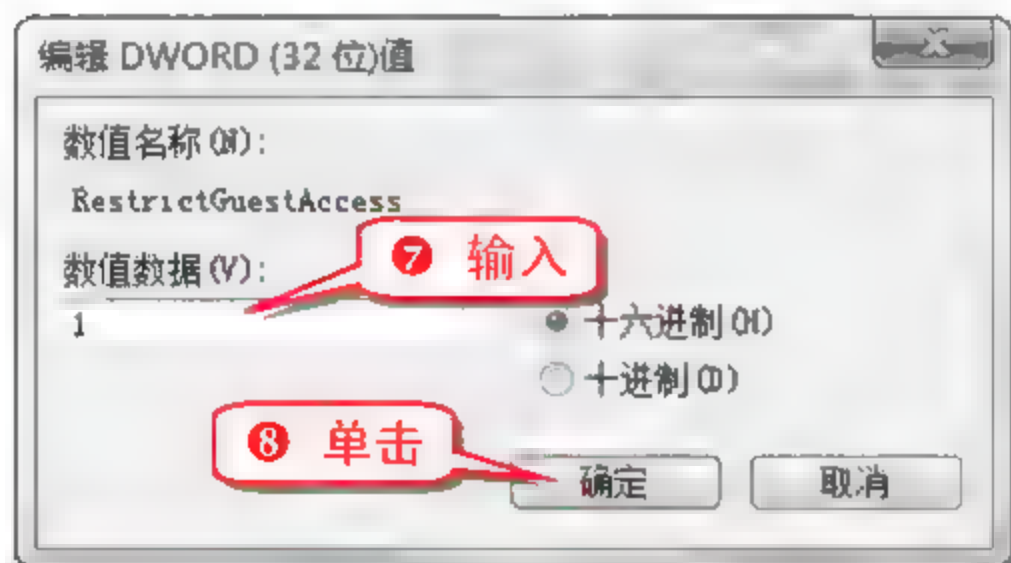 编辑 DWORD (32 位)值
数值名称(N):
RestrictGuestAccess
数值数据(V):
❼ 输入
1
十六进制(H)
十进制(D)
❽ 单击
确定
取消